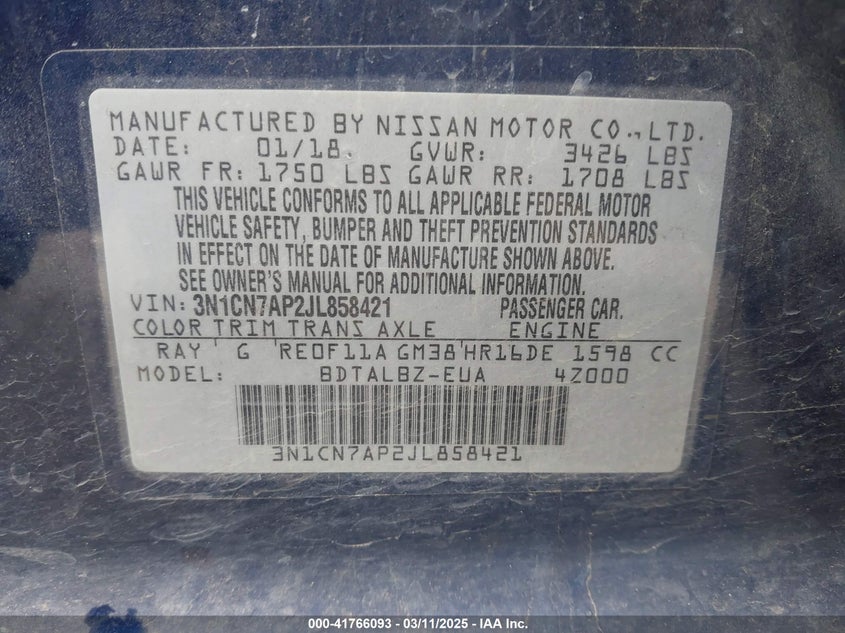 MANUFACTURED BY NISSAN MOTOR CO., LTD.
DATE: 01/18 GVWR: 3426 LBS
GAWR FR: 1750 LBS GAWR RR: 1708 LBS
THIS VEHICLE CONFORMS TO ALL APPLICABLE FEDERAL MOTOR
VEHICLE SAFETY, BUMPER AND THEFT PREVENTION STANDARDS
IN EFFECT ON THE DATE OF MANUFACTURE SHOWN ABOVE.
SEE OWNER'S MANUAL FOR ADDITIONAL INFORMATION.
VIN: 3N1CN7AP2JL858421 PASSENGER CAR.
COLOR TRIM TRANS AXLE ENGINE
RAY G RE0F11A GM38 HR16DE 1598 CC
MODEL: BDTALBZ-EUA 4Z000
3N1CN7AP2JL858421
000-41766093 - 03/11/2025 - IAA Inc.